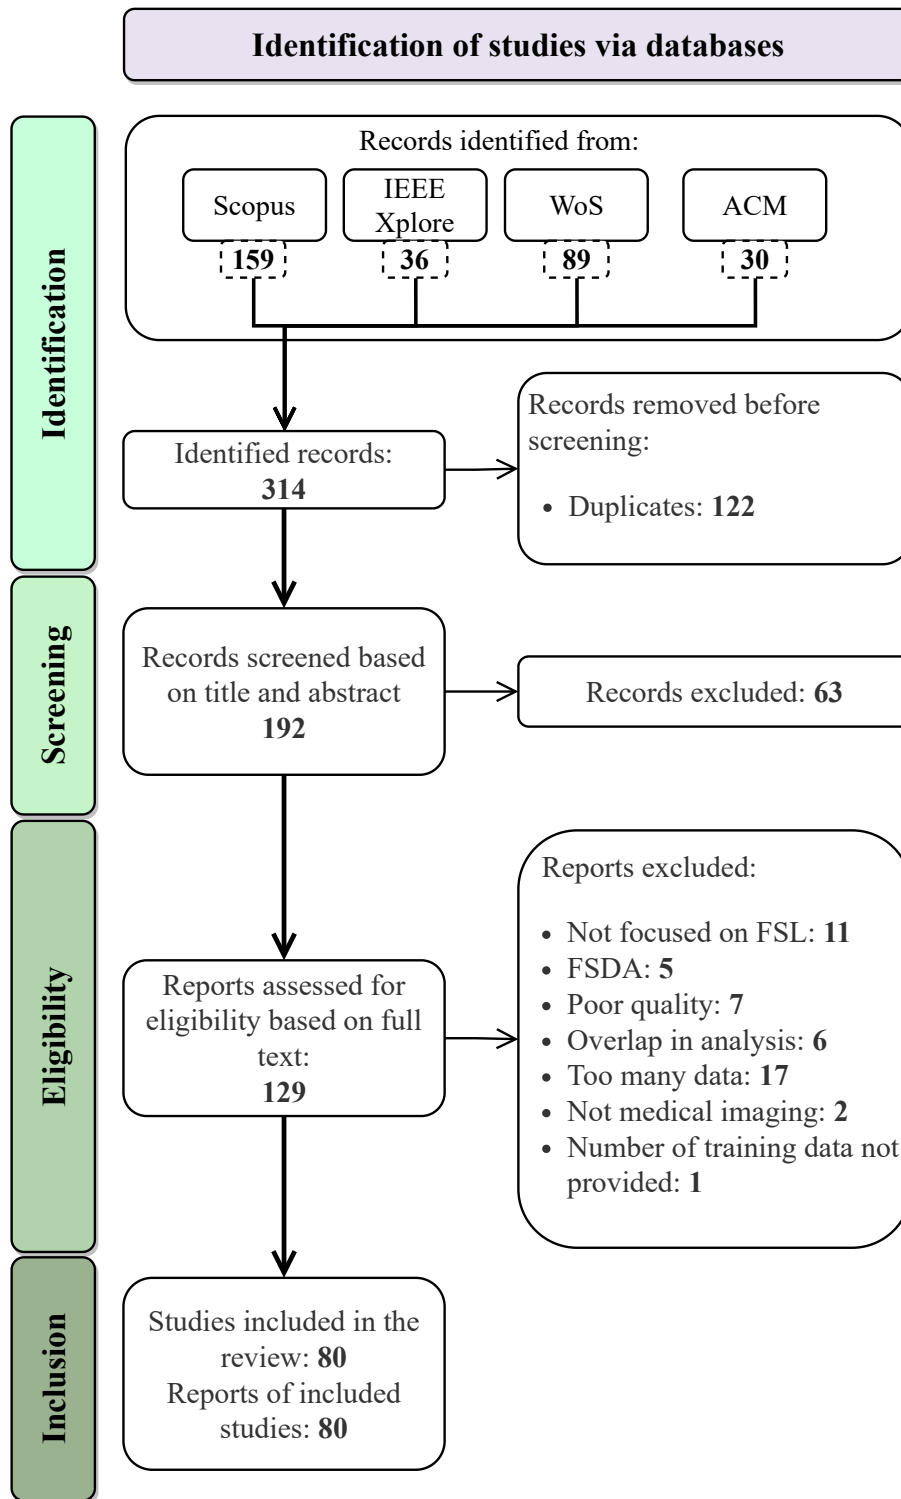 Identification of studies via databases
Identification
Records identified from:
Scopus
159
IEEE
Xplore
36
WoS
89
ACM
30
Identified records:
314
Records removed before
screening:
• Duplicates: 122
Screening
Records screened based
on title and abstract
192
Records excluded: 63
Eligibility
Reports assessed for
eligibility based on full
text:
129
Reports excluded:
• Not focused on FSL: 11
• FSDA: 5
• Poor quality: 7
• Overlap in analysis: 6
• Too many data: 17
• Not medical imaging: 2
• Number of training data not
provided: 1
Inclusion
Studies included in the
review: 80
Reports of included
studies: 80